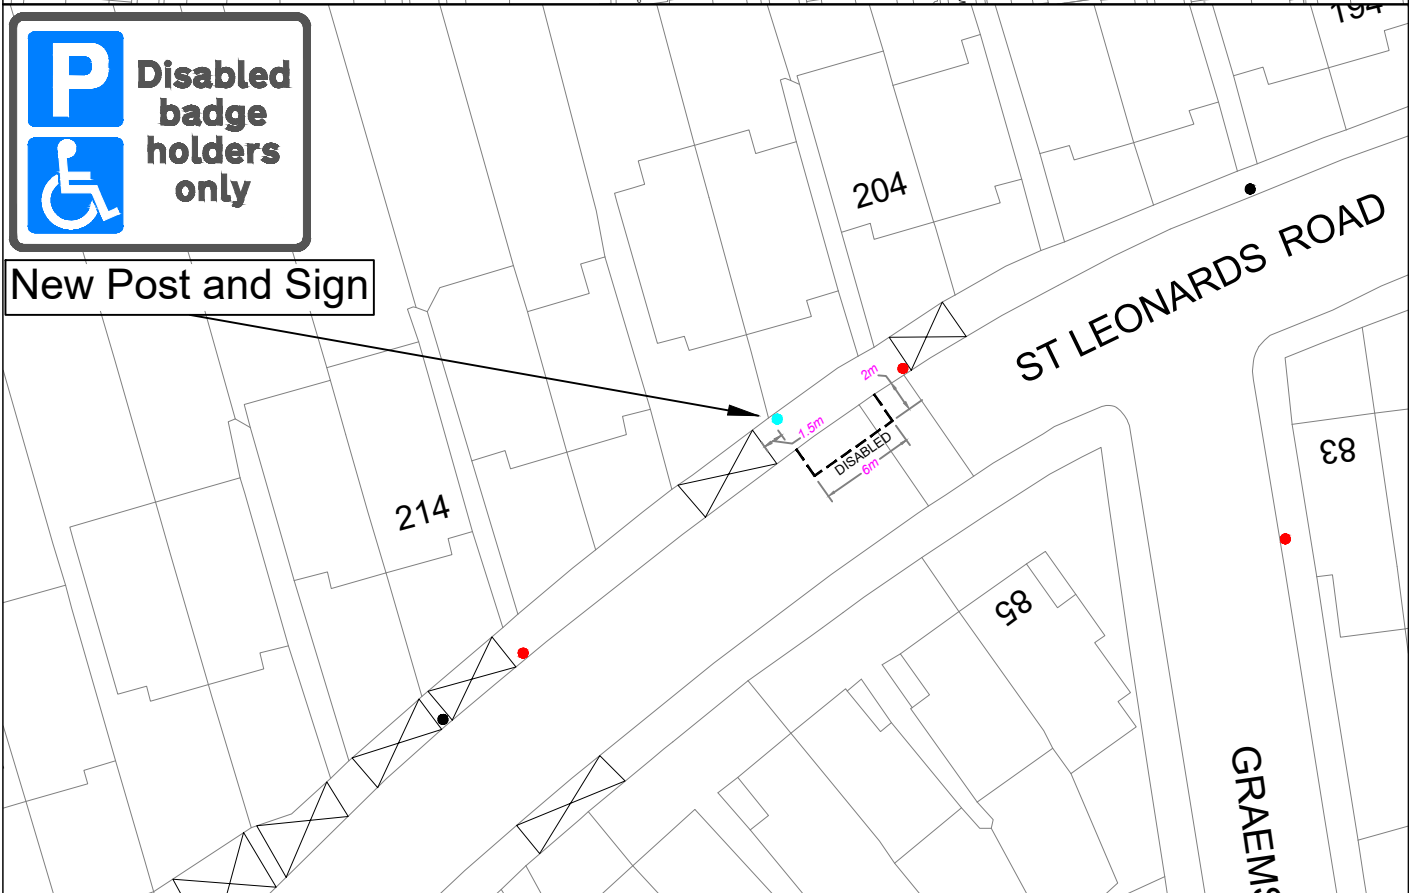 P
Disabled
badge
holders
only
New Post and Sign
194
204
ST LEONARDS ROAD
2m
1.5m
DISABLED
6m
214
83
85